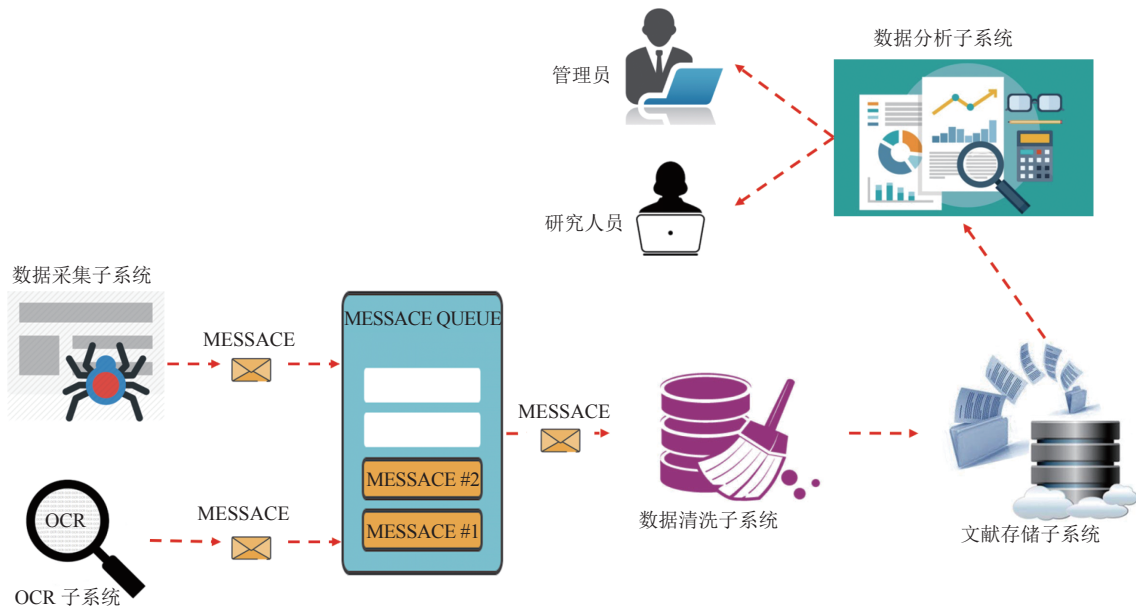 数据分析子系统
管理员
研究人员
数据采集子系统
MESSACE
MESSACE QUEUE
MESSACE
MESSACE #2
MESSACE
MESSACE #1
OCR
OCR 子系统
数据清洗子系统
文献存储子系统